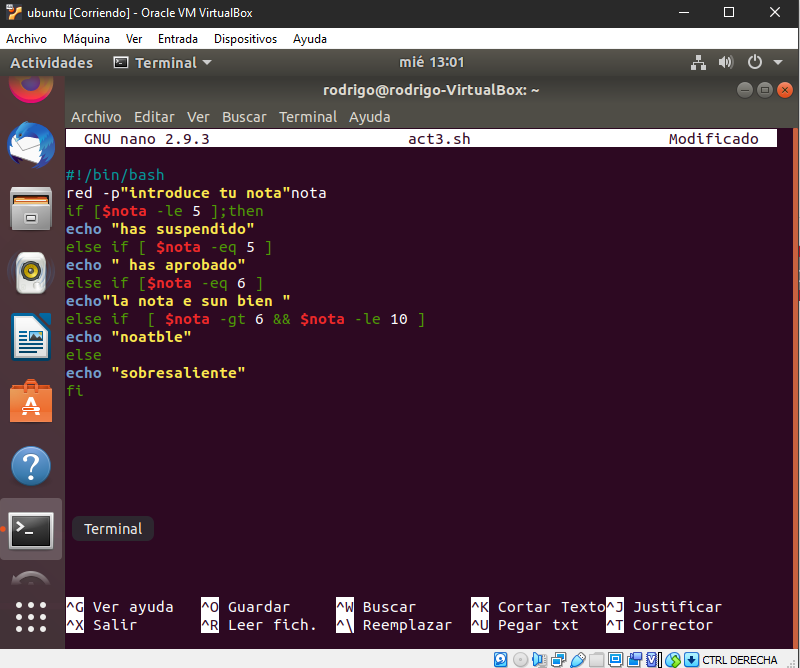 ubuntu [Corriendo] - Oracle VM VirtualBox
Archivo Máquina Ver Entrada Dispositivos Ayuda
Actividades Terminal mié 13:01
rodrigo@rodrigo-VirtualBox: ~
Archivo Editar Ver Buscar Terminal Ayuda
GNU nano 2.9.3 act3.sh Modificado
#!/bin/bash
red -p"introduce tu nota"nota
if [$nota -le 5 ];then
echo "has suspendido"
else if [ $nota -eq 5 ]
echo " has aprobado"
else if [$nota -eq 6 ]
echo"la nota e sun bien "
else if  [ $nota -gt 6 && $nota -le 10 ]
echo "noatble"
else
echo "sobresaliente"
fi
Terminal
^G Ver ayuda ^O Guardar ^W Buscar ^K Cortar Texto ^J Justificar
^X Salir ^R Leer fich. ^\ Reemplazar ^U Pegar txt ^T Corrector
CTRL DERECHA